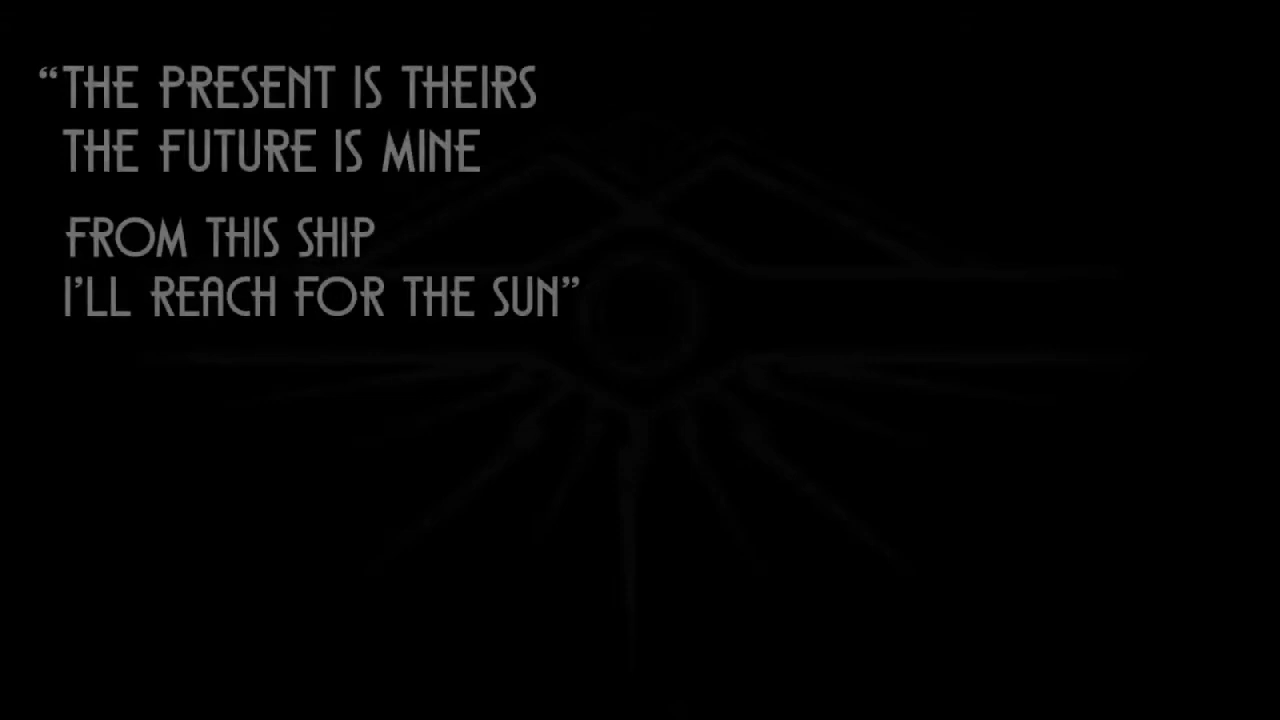 “THE PRESENT IS THEIRS
THE FUTURE IS MINE
FROM THIS SHIP
I’LL REACH FOR THE SUN”